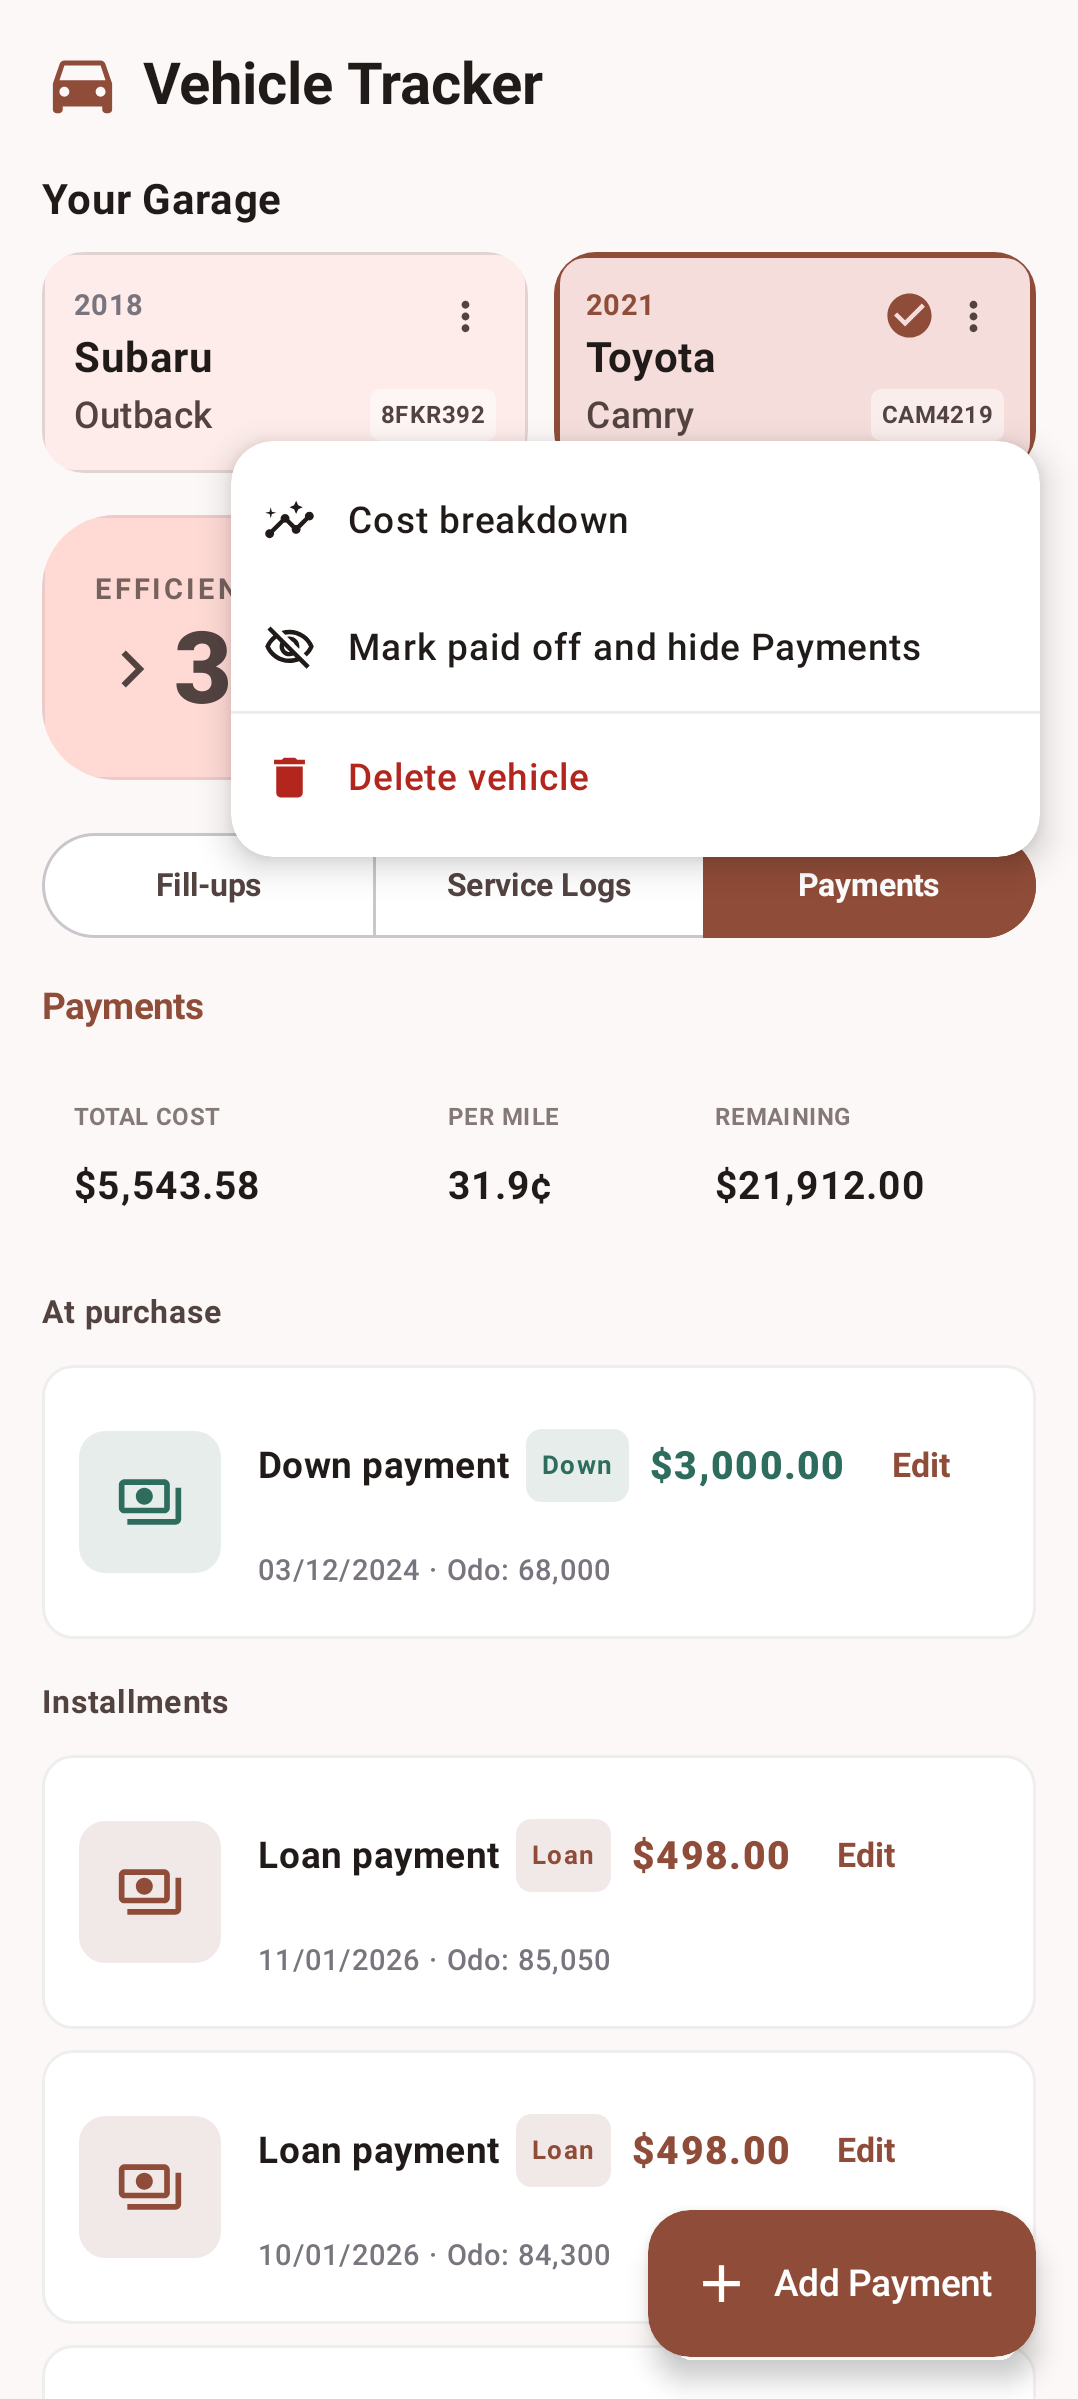 Vehicle Tracker
Your Garage
2018
Subaru
Outback
8FKR392
2021
Toyota
Camry
CAM4219
Cost breakdown
Mark paid off and hide Payments
Delete vehicle
Fill-ups
Service Logs
Payments
Payments
TOTAL COST
PER MILE
REMAINING
$5,543.58
31.9¢
$21,912.00
At purchase
Down payment
Down
$3,000.00
Edit
03/12/2024 · Odo: 68,000
Installments
Loan payment
Loan
$498.00
Edit
11/01/2026 · Odo: 85,050
Loan payment
Loan
$498.00
Edit
10/01/2026 · Odo: 84,300
Add Payment